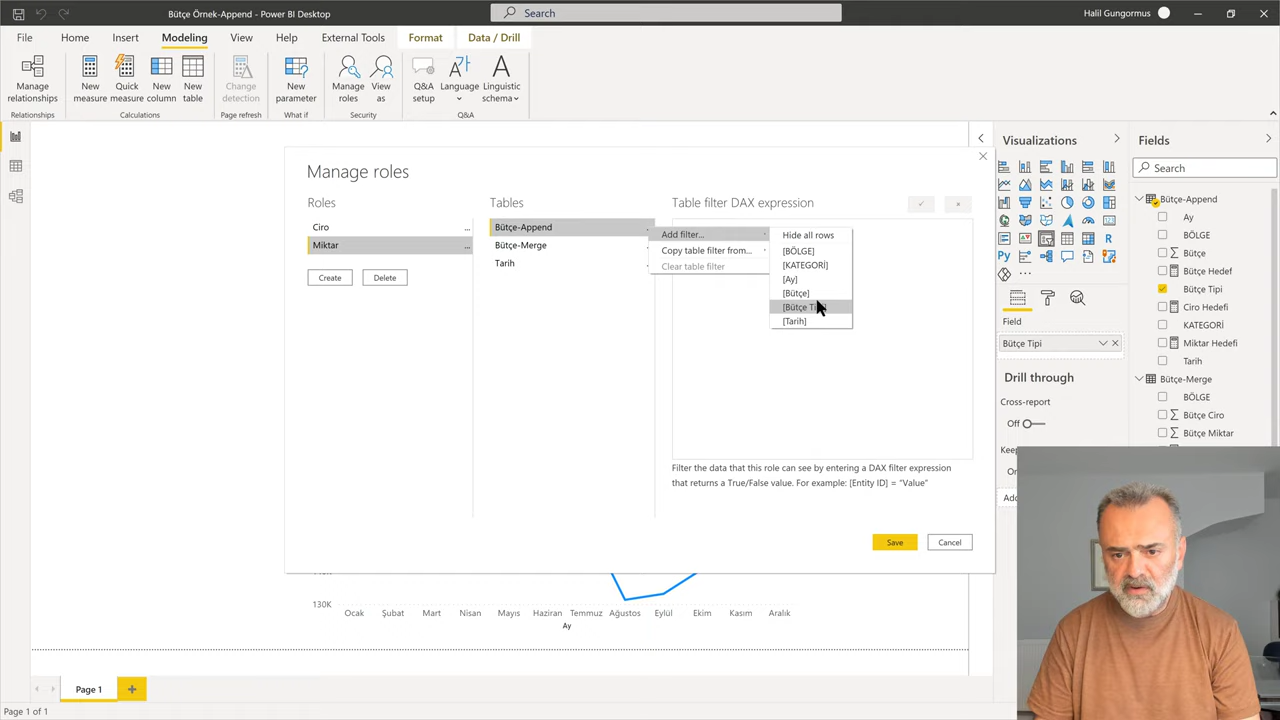 Bütçe Örnek-Append - Power BI Desktop
Search
Halil Gungormus
File
Home
Insert
Modeling
View
Help
External Tools
Format
Data / Drill
Manage relationships
New measure
Quick measure
New column
New table
Change detection
New parameter
Manage roles
View as
Q&A setup
Language
Linguistic schema
Relationships
Calculations
Page refresh
What if
Security
Q&A
Manage roles
Roles
Ciro
...
Miktar
...
Create
Delete
Tables
Bütçe-Append
Bütçe-Merge
Tarih
Table filter DAX expression
Add filter...
Copy table filter from...
Clear table filter
Hide all rows
[BÖLGE]
[KATEGORİ]
[Ay]
[Bütçe]
[Bütçe
[Tarih]
Filter the data that this role can see by entering a DAX filter expression
that returns a True/False value. For example: [Entity ID] = "Value"
Save
Cancel
130K
Ocak
Şubat
Mart
Nisan
Mayıs
Haziran
Temmuz
Ağustos
Eylül
Ekim
Kasım
Aralık
Ay
Visualizations
Field
Bütçe Tipi
Drill through
Cross-report
Off
Fields
Search
Bütçe-Append
Ay
BÖLGE
Bütçe
Bütçe Hedef
Bütçe Tipi
Ciro Hedefi
KATEGORİ
Miktar Hedefi
Tarih
Bütçe-Merge
BÖLGE
Bütçe Ciro
Bütçe Miktar
Page 1
Page 1 of 1